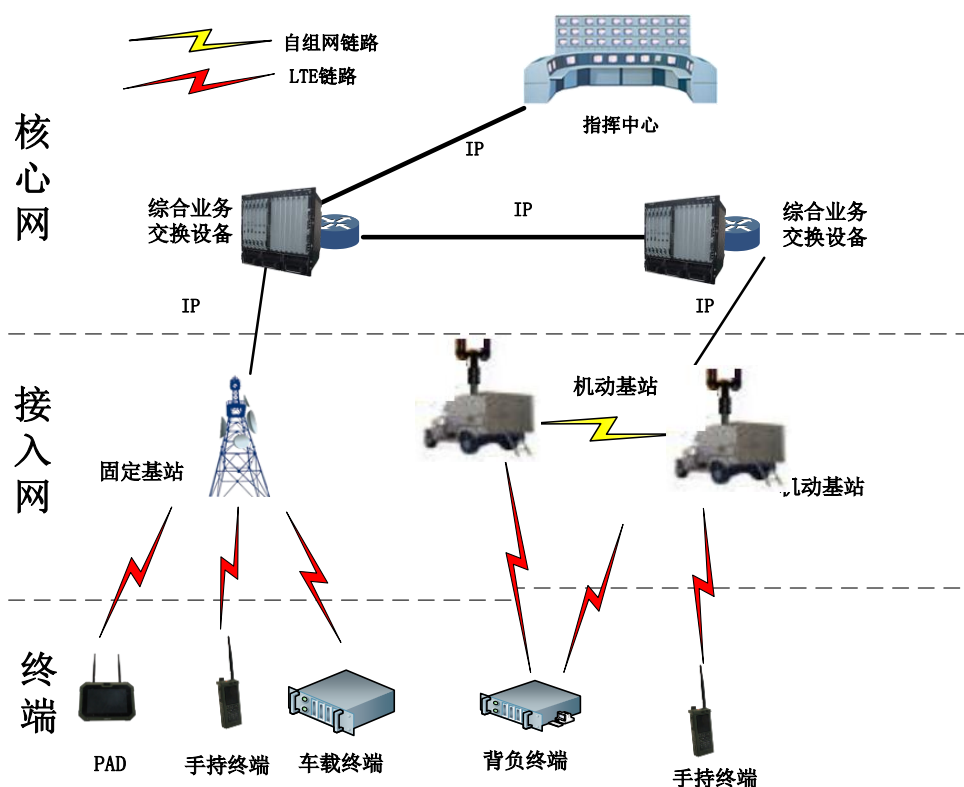 自组网链路
LTE链路
指挥中心
核心网
IP
综合业务
交换设备
IP
综合业务
交换设备
IP
IP
接入网
机动基站
固定基站
机动基站
终端
PAD
手持终端
车载终端
背负终端
手持终端